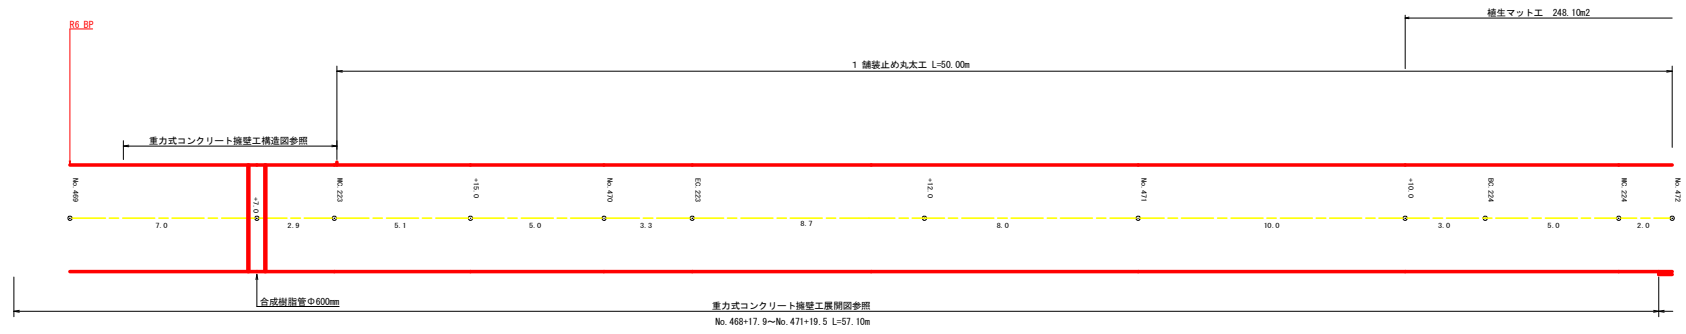 植生マット工 248.10m2
R6 BP
1 舗装止め丸太工 L=50.00m
重力式コンクリート擁壁工構造図参照
No.469
+7.0
MC.223
+15.0
No.470
EC.223
+12.0
No.471
+10.0
BC.224
MC.224
No.472
7.0
2.9
5.1
5.0
3.3
8.7
8.0
10.0
3.0
5.0
2.0
合成樹脂管Φ600mm
重力式コンクリート擁壁工展開図参照
No.468+17.9～No.471+19.5 L=57.10m